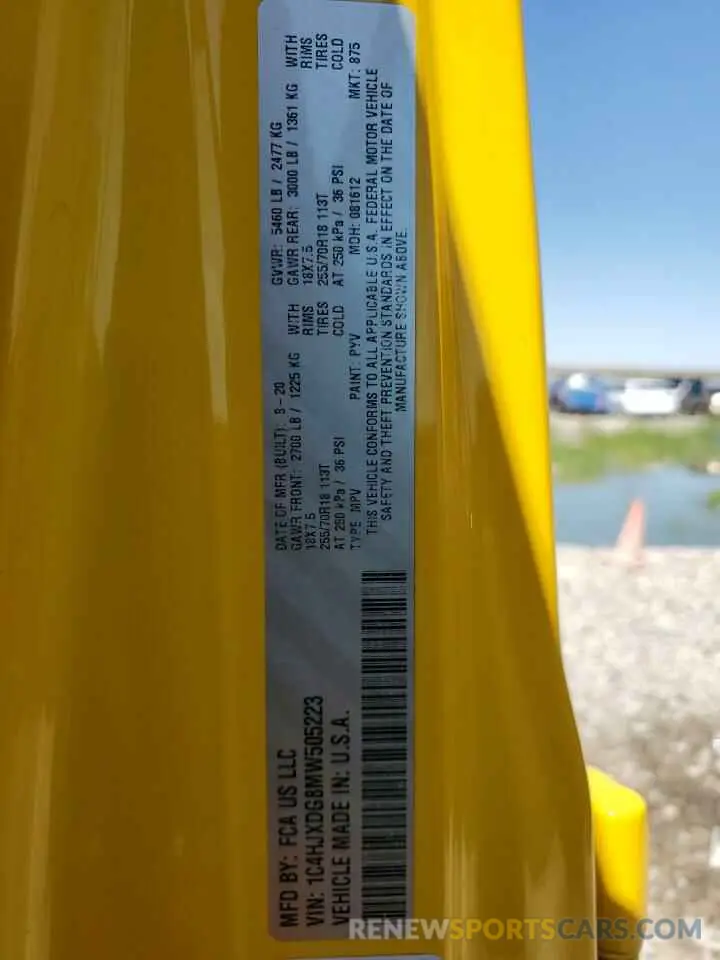 MFD BY: FCA US LLC
VIN: 1C4HJXDG8MW505223
VEHICLE MADE IN: U.S.A.
DATE OF MFR (BUILT): 8-20 GVWR: 5460 LB / 2477 KG
GAWR FRONT: 2700 LB / 1225 KG WITH GAWR REAR: 3000 LB / 1361 KG WITH
18X7.5 RIMS 18X7.5 RIMS
255/70R18 113T TIRES 255/70R18 113T TIRES
AT 250 kPa / 36 PSI COLD AT 250 kPa / 36 PSI COLD
TYPE: MPV PAINT: PYV MDH: 081612 MKT: 875
THIS VEHICLE CONFORMS TO ALL APPLICABLE U.S.A. FEDERAL MOTOR VEHICLE
SAFETY AND THEFT PREVENTION STANDARDS IN EFFECT ON THE DATE OF
MANUFACTURE SHOWN ABOVE.
RENEWSPORTSCARS.COM